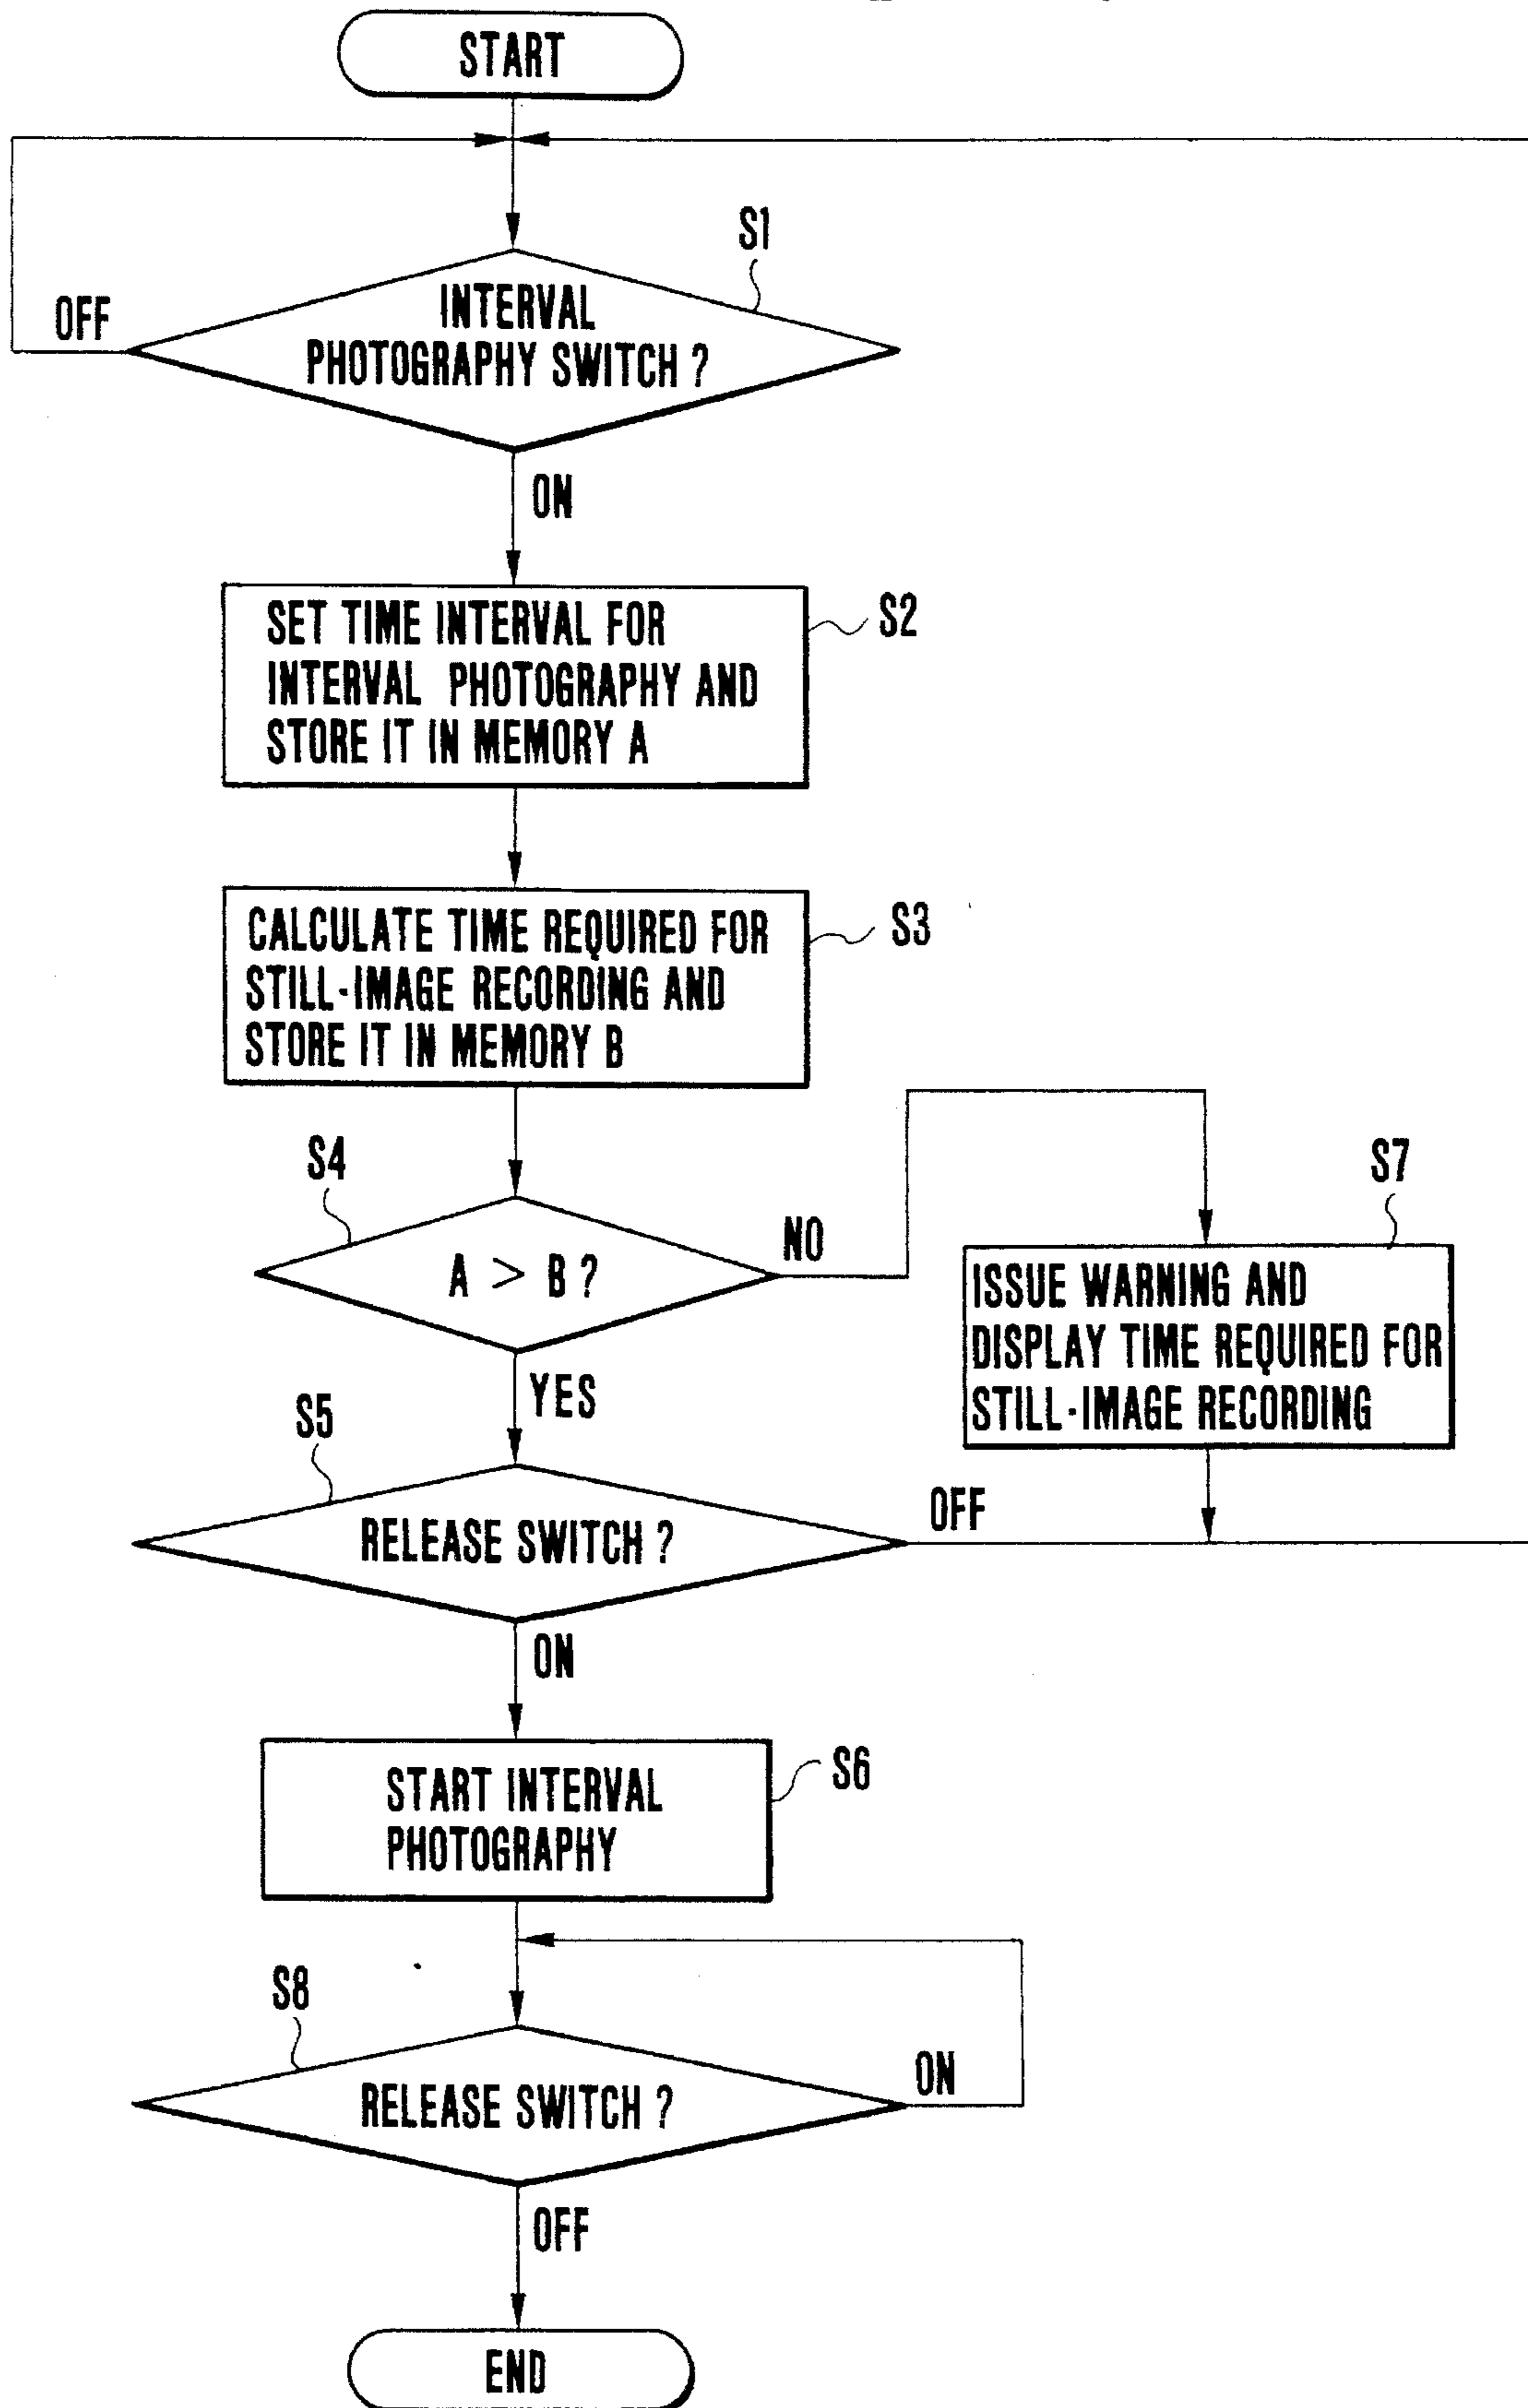 START
S1
OFF
INTERVAL
PHOTOGRAPHY SWITCH ?
ON
SET TIME INTERVAL FOR
INTERVAL PHOTOGRAPHY AND
STORE IT IN MEMORY A
S2
CALCULATE TIME REQUIRED FOR
STILL-IMAGE RECORDING AND
STORE IT IN MEMORY B
S3
S4
A > B ?
NO
S7
ISSUE WARNING AND
DISPLAY TIME REQUIRED FOR
STILL-IMAGE RECORDING
YES
S5
RELEASE SWITCH ?
OFF
ON
START INTERVAL
PHOTOGRAPHY
S6
S8
RELEASE SWITCH ?
ON
OFF
END